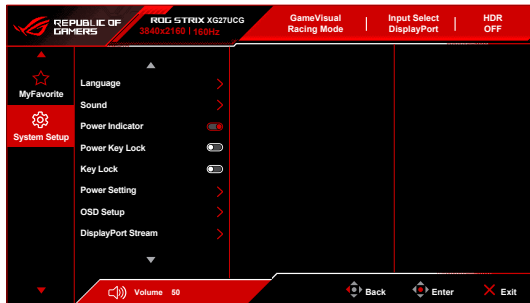 REPUBLIC OF
GAMERS
ROG STRIX XG27UCG
3840x2160 | 160Hz
GameVisual
Racing Mode
Input Select
DisplayPort
HDR
OFF
MyFavorite
System Setup
Language
Sound
Power Indicator
Power Key Lock
Key Lock
Power Setting
OSD Setup
DisplayPort Stream
Volume 50
Back
Enter
Exit